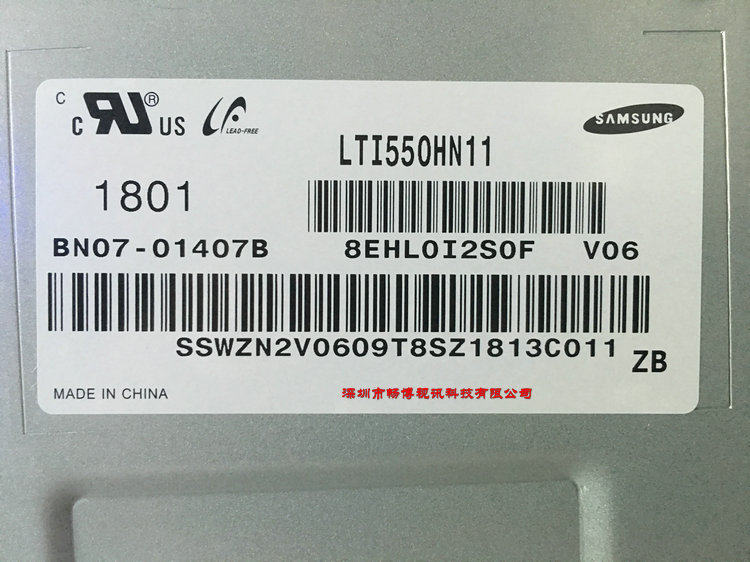 C
c RU ® US
LEAD-FREE
SAMSUNG
LTI550HN11
1801
BN07-01407B
8EHL0I2S0F V06
SSWZN2V0609T8SZ1813C011
ZB
MADE IN CHINA
深圳市畅博视讯科技有限公司